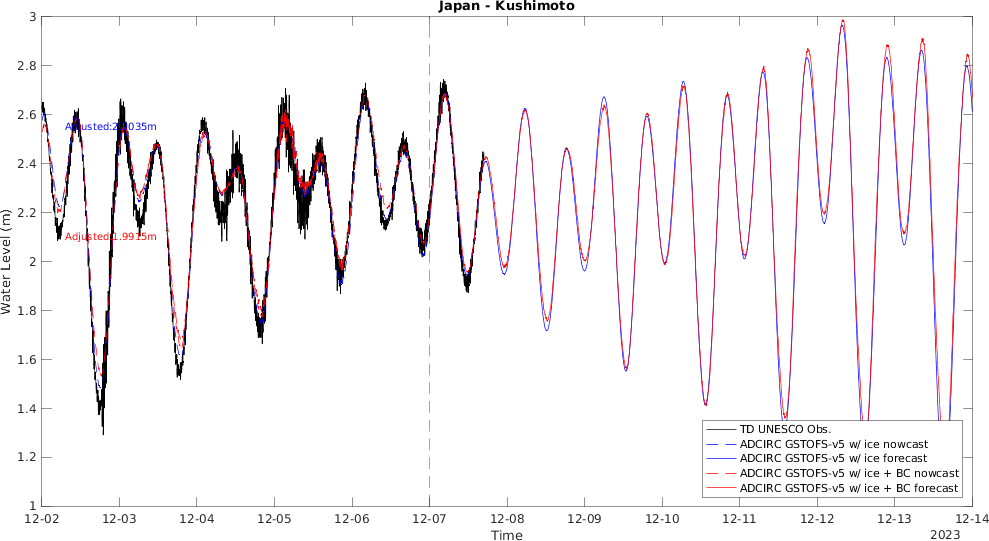 Japan - Kushimoto
Water Level (m)
3
2.8
2.6
2.4
2.2
2
1.8
1.6
1.4
1.2
1
Adjusted:1.9915m
TD UNESCO Obs.
ADCIRC GSTOFS-v5 w/ ice nowcast
ADCIRC GSTOFS-v5 w/ ice forecast
ADCIRC GSTOFS-v5 w/ ice + BC nowcast
ADCIRC GSTOFS-v5 w/ ice + BC forecast
12-02 12-03 12-04 12-05 12-06 12-07 12-08 12-09 12-10 12-11 12-12 12-13 12-14
Time
2023